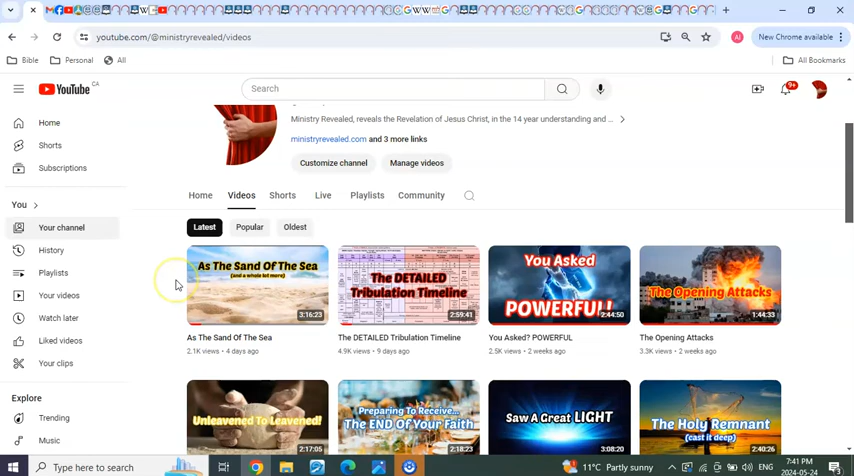 New Chrome available
youtube.com/@ministryrevealed/videos
Bible
Personal
All
All Bookmarks
YouTube CA
Search
9+
Home
Shorts
Subscriptions
You
Your channel
History
Playlists
Your videos
Watch later
Liked videos
Your clips
Explore
Trending
Music
Ministry Revealed, reveals the Revelation of Jesus Christ, in the 14 year understanding and ...
ministryrevealed.com and 3 more links
Customize channel
Manage videos
Home
Videos
Shorts
Live
Playlists
Community
Latest
Popular
Oldest
As The Sand Of The Sea
(and a whole lot more)
3:16:23
As The Sand Of The Sea
2.1K views • 4 days ago
The DETAILED
Tribulation Timeline
2:59:41
The DETAILED Tribulation Timeline
4.9K views • 9 days ago
You Asked
POWERFUL!
2:44:50
You Asked? POWERFUL
2.5K views • 2 weeks ago
The Opening Attacks
1:44:33
The Opening Attacks
3.3K views • 2 weeks ago
Unleavened To Leavened!
2:17:05
Preparing To Receive...
The END Of Your Faith
2:18:23
Saw A Great LIGHT
3:08:20
The Holy Remnant
(cast it deep)
2:40:26
Type here to search
11°C Partly sunny
7:41 PM
2024-05-24